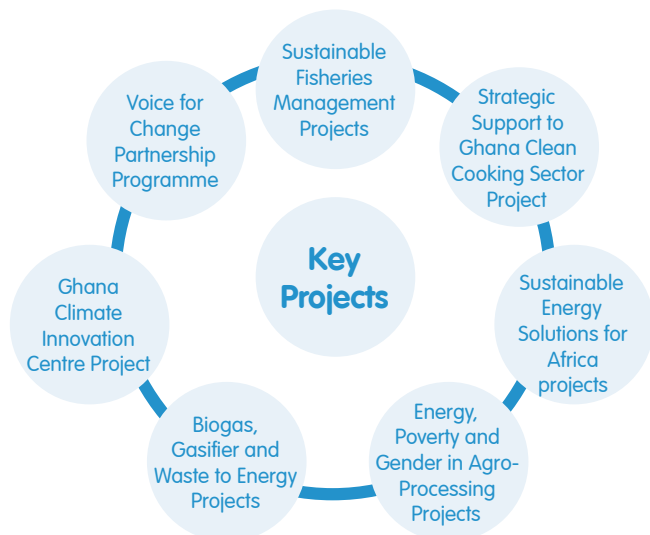 Sustainable
Fisheries
Management
Projects
Strategic
Support to
Ghana Clean
Cooking Sector
Project
Sustainable
Energy
Solutions for
Africa
projects
Energy,
Poverty and
Gender in Agro-
Processing
Projects
Biogas,
Gasifier and
Waste to Energy
Projects
Ghana
Climate
Innovation
Centre Project
Voice for
Change
Partnership
Programme
Key
Projects